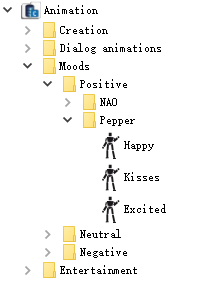 Animation
Creation
Dialog animations
Moods
Positive
NAO
Pepper
Happy
Kisses
Excited
Neutral
Negative
Entertainment